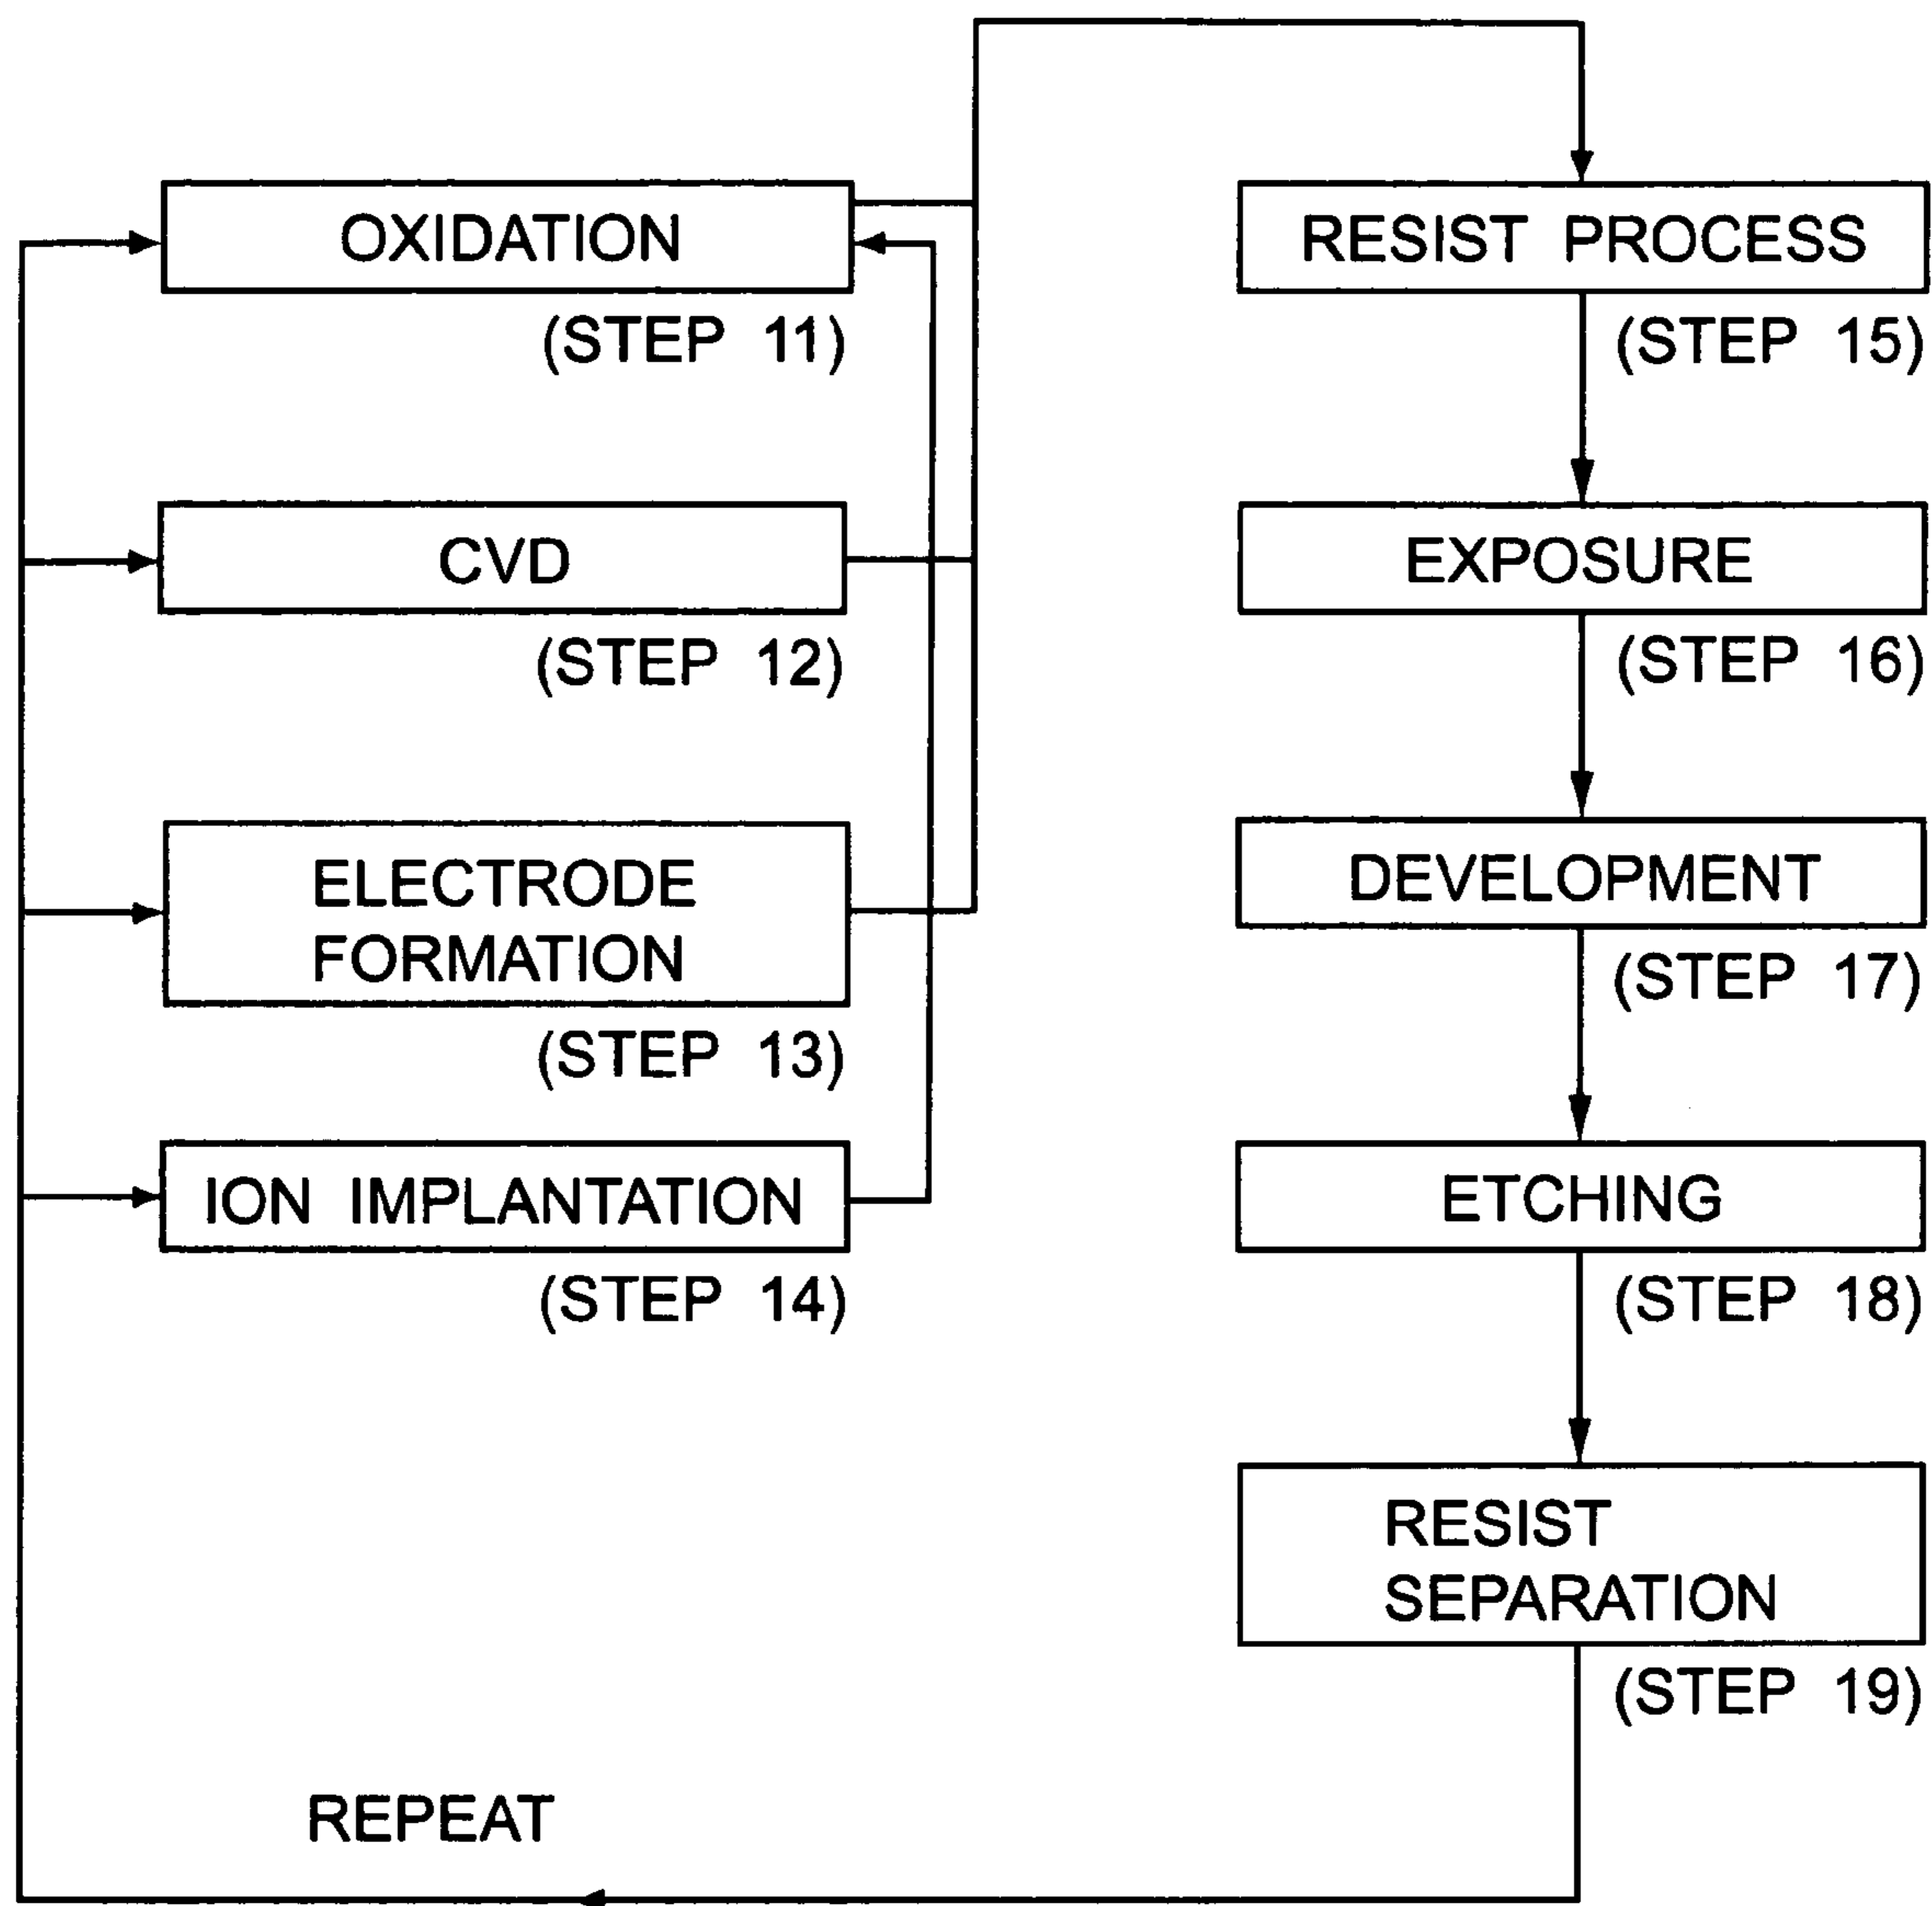 OXIDATION
(STEP 11)
CVD
(STEP 12)
ELECTRODE
FORMATION
(STEP 13)
ION IMPLANTATION
(STEP 14)
RESIST PROCESS
(STEP 15)
EXPOSURE
(STEP 16)
DEVELOPMENT
(STEP 17)
ETCHING
(STEP 18)
RESIST
SEPARATION
(STEP 19)
REPEAT